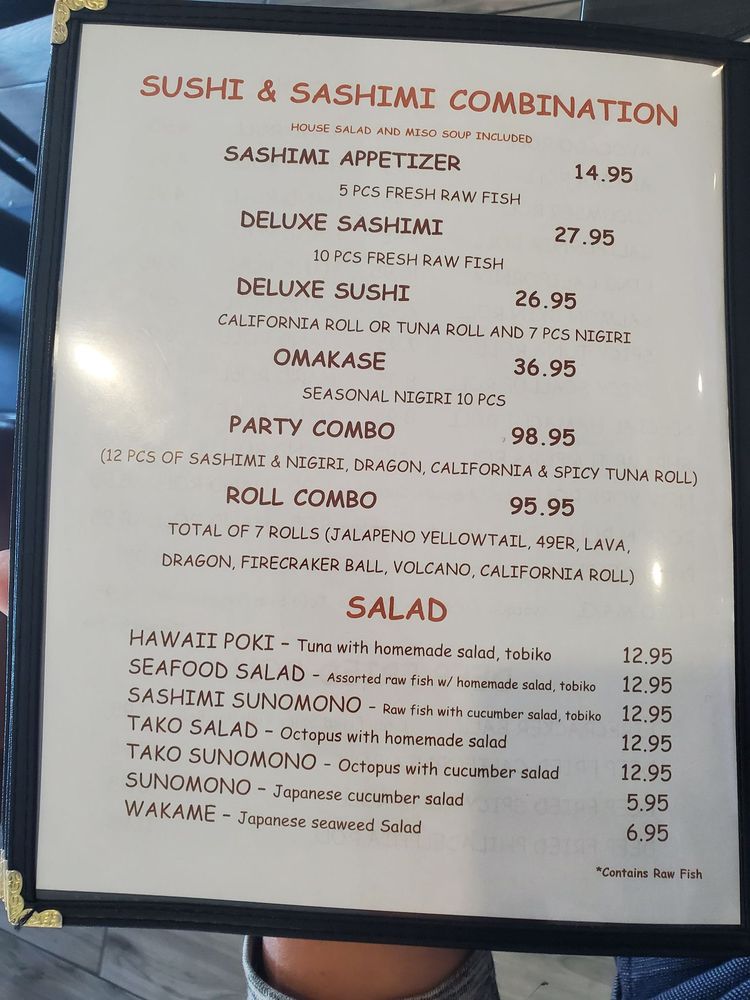 SUSHI & SASHIMI COMBINATION
HOUSE SALAD AND MISO SOUP INCLUDED
SASHIMI APPETIZER 14.95
5 PCS FRESH RAW FISH
DELUXE SASHIMI 27.95
10 PCS FRESH RAW FISH
DELUXE SUSHI 26.95
CALIFORNIA ROLL OR TUNA ROLL AND 7 PCS NIGIRI
OMAKASE 36.95
SEASONAL NIGIRI 10 PCS
PARTY COMBO 98.95
(12 PCS OF SASHIMI & NIGIRI, DRAGON, CALIFORNIA & SPICY TUNA ROLL)
ROLL COMBO 95.95
TOTAL OF 7 ROLLS (JALAPENO YELLOWTAIL, 49ER, LAVA,
DRAGON, FIRECRAKER BALL, VOLCANO, CALIFORNIA ROLL)
SALAD
HAWAII POKI - Tuna with homemade salad, tobiko 12.95
SEAFOOD SALAD - Assorted raw fish w/ homemade salad, tobiko 12.95
SASHIMI SUNOMONO - Raw fish with cucumber salad, tobiko 12.95
TAKO SALAD - Octopus with homemade salad 12.95
TAKO SUNOMONO - Octopus with cucumber salad 12.95
SUNOMONO - Japanese cucumber salad 5.95
WAKAME - Japanese seaweed Salad 6.95
*Contains Raw Fish